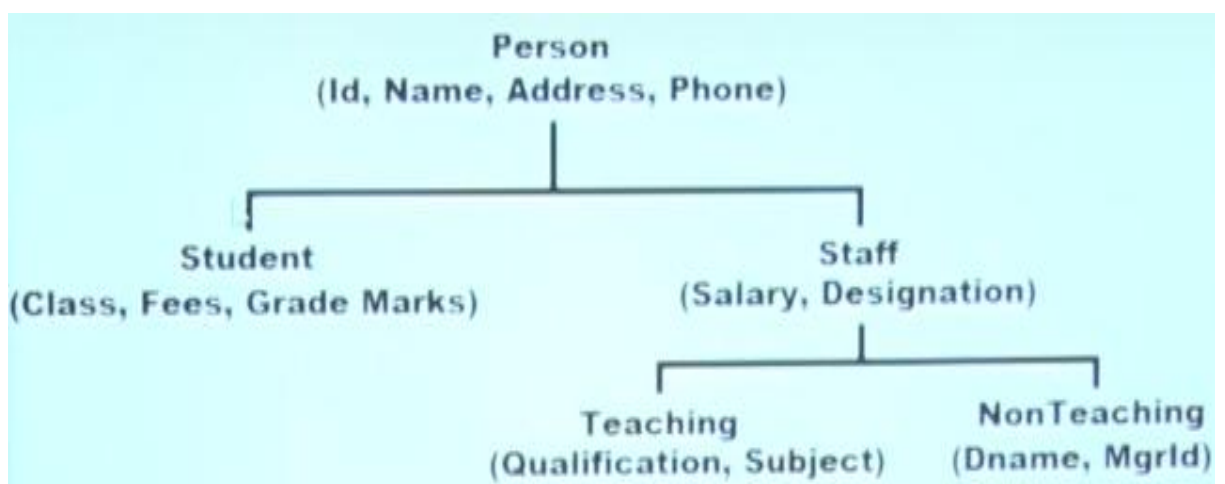 Person
(Id, Name, Address, Phone)
Student
(Class, Fees, Grade Marks)
Staff
(Salary, Designation)
Teaching
(Qualification, Subject)
NonTeaching
(Dname, MgrId)